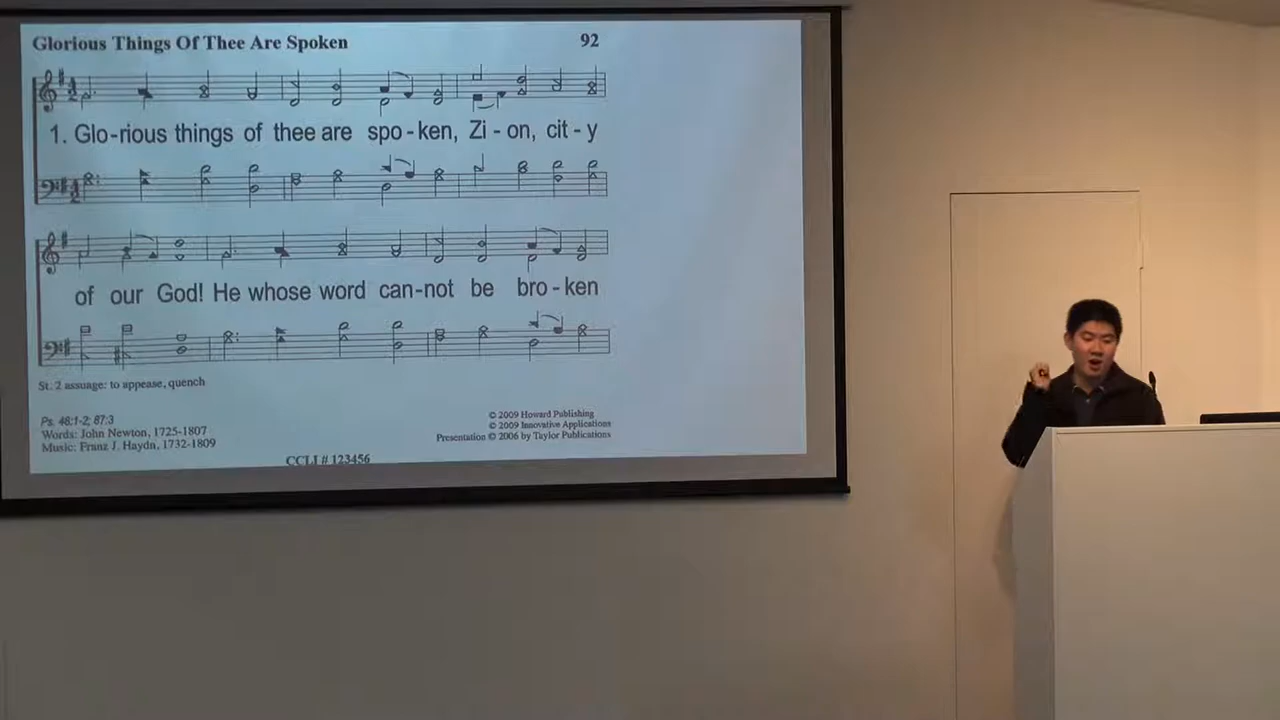 Glorious Things Of Thee Are Spoken 92
1. Glo-rious things of thee are spo-ken, Zi-on, cit-y
of our God! He whose word can-not be bro-ken
St. 2 assuage: to appease, quench
Ps. 46:1-2; 87:3
Words: John Newton, 1725-1807
Music: Franz J. Haydn, 1732-1809
© 2009 Howard Publishing
© 2009 Innovative Applications
Presentation © 2006 by Taylor Publications
CCLI # 123456